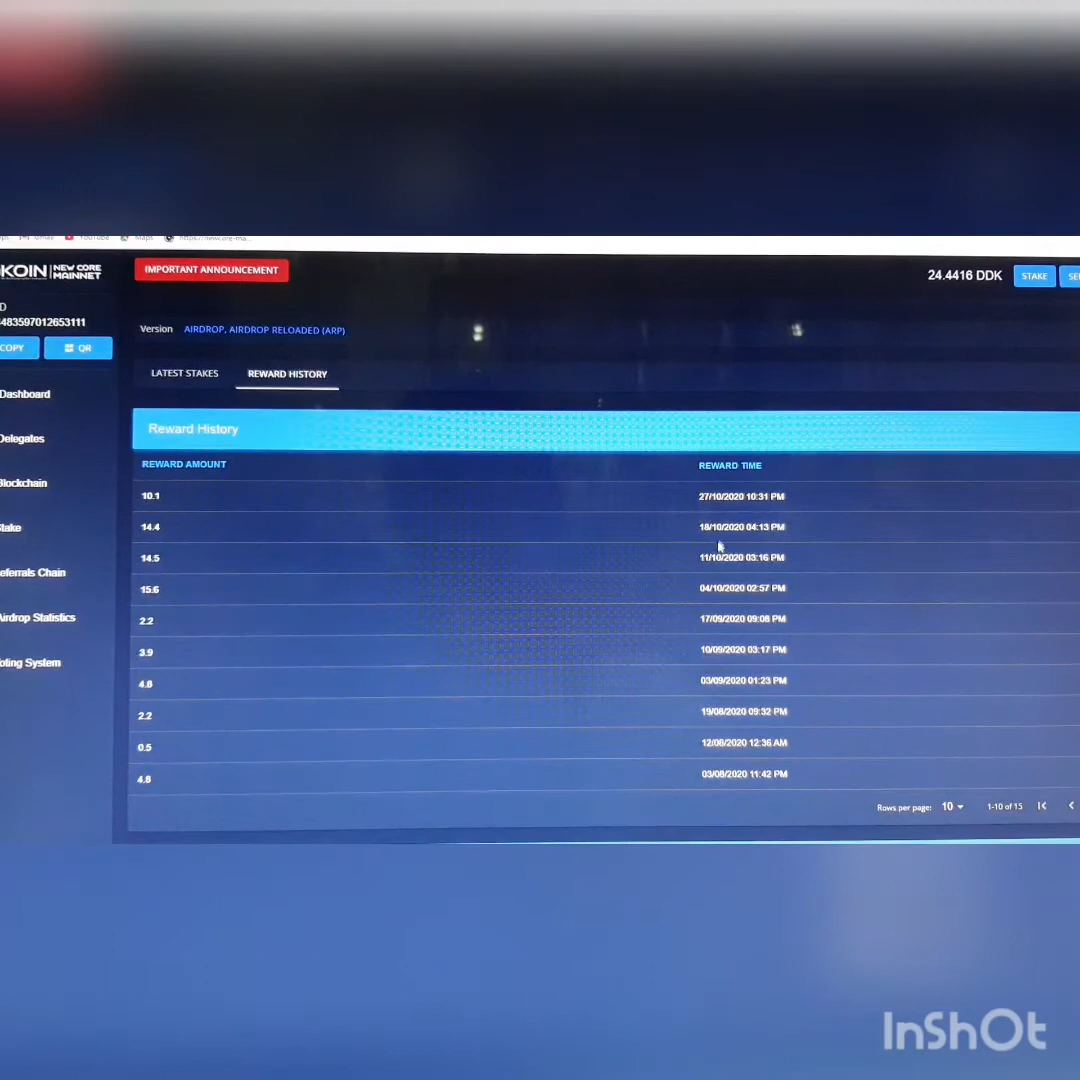 Gmail YouTube Maps https://newcore-ma...
KOIN NEW CORE MAINNET
IMPORTANT ANNOUNCEMENT
24.4416 DDK STAKE
483597012653111
COPY QR
Version AIRDROP, AIRDROP RELOADED (ARP)
LATEST STAKES REWARD HISTORY
Dashboard
Delegates
Blockchain
Stake
eferrals Chain
Airdrop Statistics
oting System
Reward History
REWARD AMOUNT REWARD TIME
10.1 27/10/2020 10:31 PM
14.4 18/10/2020 04:13 PM
14.5 11/10/2020 03:16 PM
15.6 04/10/2020 02:57 PM
2.2 17/09/2020 09:08 PM
3.9 10/09/2020 03:17 PM
4.8 03/09/2020 01:23 PM
2.2 19/08/2020 09:32 PM
0.5 12/08/2020 12:36 AM
4.8 03/08/2020 11:42 PM
Rows per page: 10 1-10 of 15
InShOt